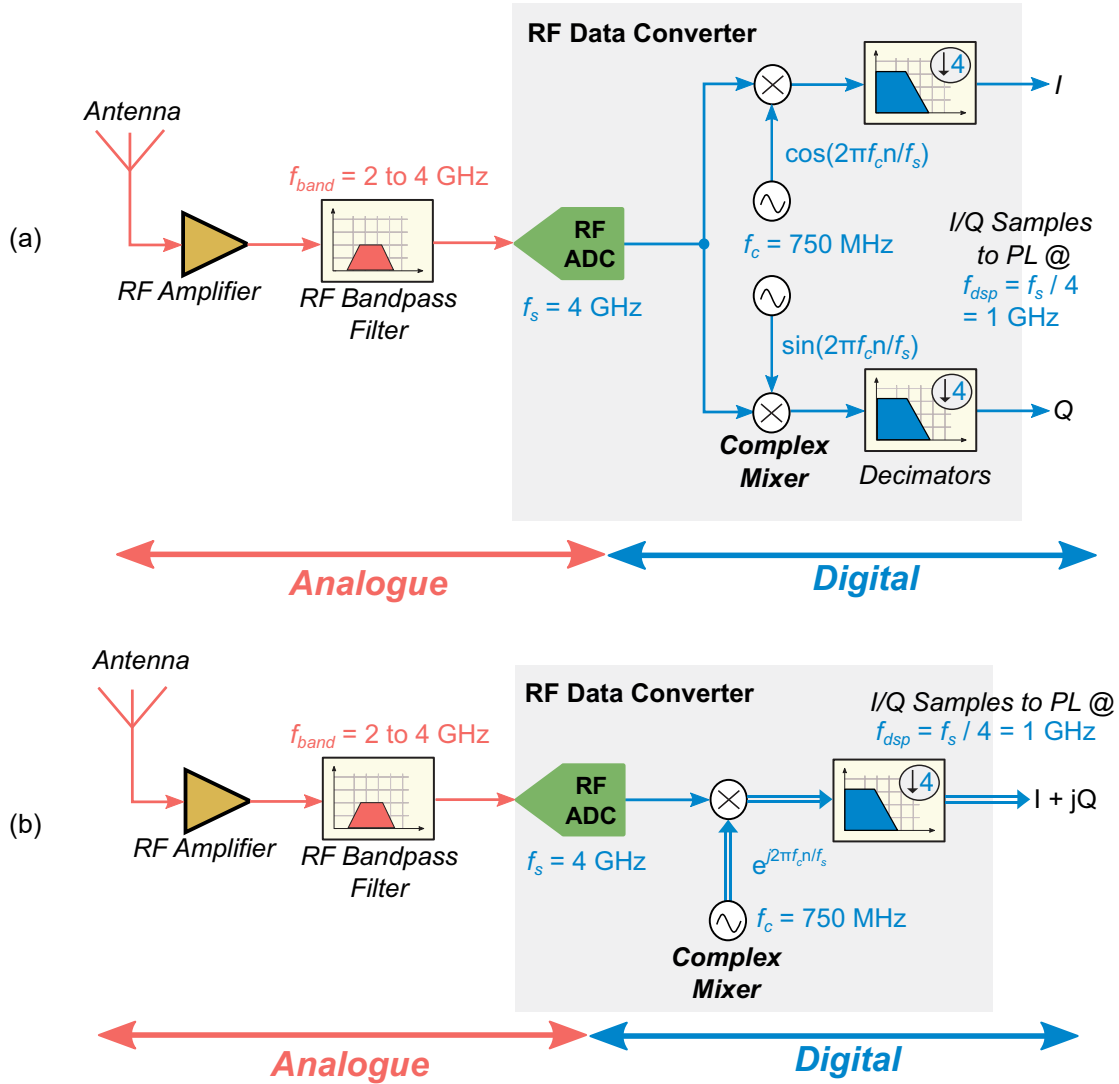 RF Data Converter
Antenna
f_band = 2 to 4 GHz
(a)
RF Amplifier
RF Bandpass
Filter
RF
ADC
f_s = 4 GHz
cos(2πf_cn/f_s)
f_c = 750 MHz
sin(2πf_cn/f_s)
Complex
Mixer
↓4
I
↓4
Q
Decimators
I/Q Samples
to PL @
f_dsp = f_s / 4
= 1 GHz
Analogue
Digital
Antenna
RF Data Converter
f_band = 2 to 4 GHz
(b)
RF Amplifier
RF Bandpass
Filter
RF
ADC
f_s = 4 GHz
e^j2πf_cn/f_s
f_c = 750 MHz
Complex
Mixer
↓4
I/Q Samples to PL @
f_dsp = f_s / 4 = 1 GHz
I + jQ
Analogue
Digital